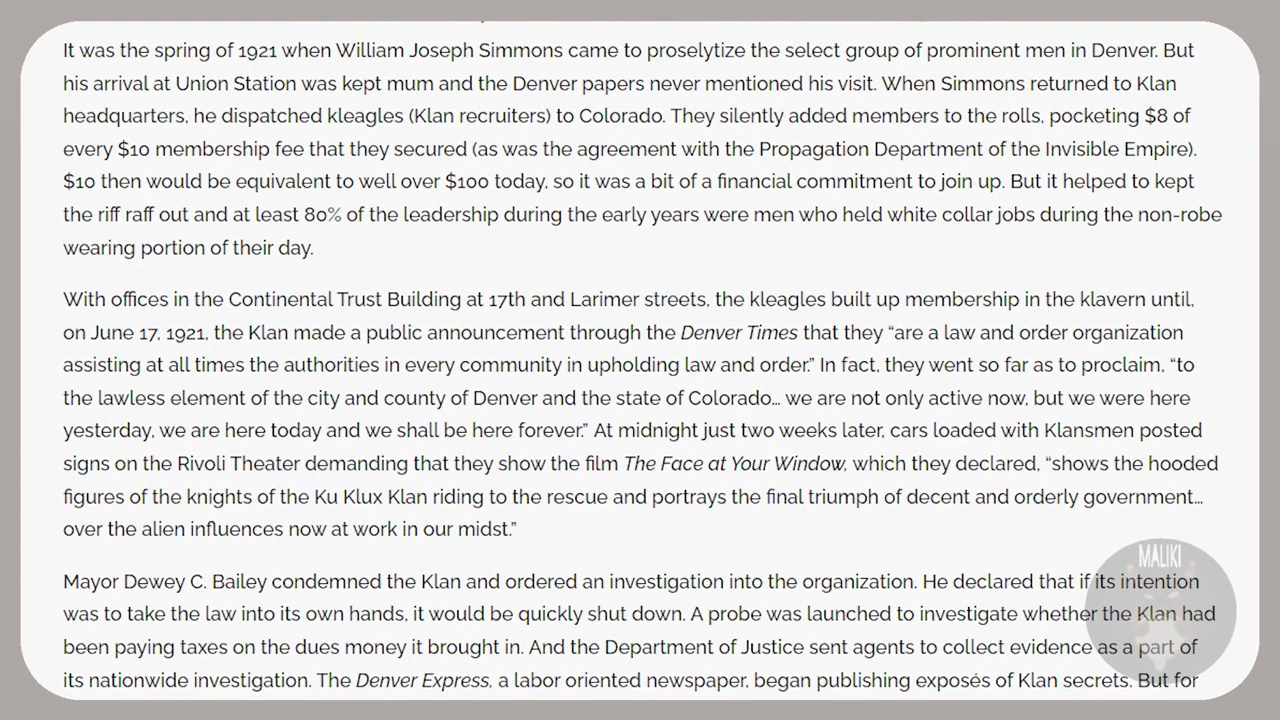 It was the spring of 1921 when William Joseph Simmons came to proselytize the select group of prominent men in Denver. But
his arrival at Union Station was kept mum and the Denver papers never mentioned his visit. When Simmons returned to Klan
headquarters, he dispatched kleagles (Klan recruiters) to Colorado. They silently added members to the rolls, pocketing $8 of
every $10 membership fee that they secured (as was the agreement with the Propagation Department of the Invisible Empire).
$10 then would be equivalent to well over $100 today, so it was a bit of a financial commitment to join up. But it helped to kept
the riff raff out and at least 80% of the leadership during the early years were men who held white collar jobs during the non-robe
wearing portion of their day.
With offices in the Continental Trust Building at 17th and Larimer streets, the kleagles built up membership in the klavern until,
on June 17, 1921, the Klan made a public announcement through the Denver Times that they “are a law and order organization
assisting at all times the authorities in every community in upholding law and order.” In fact, they went so far as to proclaim, “to
the lawless element of the city and county of Denver and the state of Colorado… we are not only active now, but we were here
yesterday, we are here today and we shall be here forever.” At midnight just two weeks later, cars loaded with Klansmen posted
signs on the Rivoli Theater demanding that they show the film The Face at Your Window, which they declared, “shows the hooded
figures of the knights of the Ku Klux Klan riding to the rescue and portrays the final triumph of decent and orderly government…
over the alien influences now at work in our midst.”
Mayor Dewey C. Bailey condemned the Klan and ordered an investigation into the organization. He declared that if its intention
was to take the law into its own hands, it would be quickly shut down. A probe was launched to investigate whether the Klan had
been paying taxes on the dues money it brought in. And the Department of Justice sent agents to collect evidence as a part of
its nationwide investigation. The Denver Express, a labor oriented newspaper, began publishing exposés of Klan secrets. But for
MALIKI